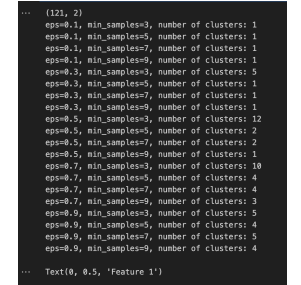 ... (121, 2)
eps=0.1, min_samples=3, number of clusters: 1
eps=0.1, min_samples=5, number of clusters: 1
eps=0.1, min_samples=7, number of clusters: 1
eps=0.1, min_samples=9, number of clusters: 1
eps=0.3, min_samples=3, number of clusters: 5
eps=0.3, min_samples=5, number of clusters: 1
eps=0.3, min_samples=7, number of clusters: 1
eps=0.3, min_samples=9, number of clusters: 1
eps=0.5, min_samples=3, number of clusters: 12
eps=0.5, min_samples=5, number of clusters: 2
eps=0.5, min_samples=7, number of clusters: 2
eps=0.5, min_samples=9, number of clusters: 1
eps=0.7, min_samples=3, number of clusters: 10
eps=0.7, min_samples=5, number of clusters: 4
eps=0.7, min_samples=7, number of clusters: 4
eps=0.7, min_samples=9, number of clusters: 3
eps=0.9, min_samples=3, number of clusters: 5
eps=0.9, min_samples=5, number of clusters: 4
eps=0.9, min_samples=7, number of clusters: 5
eps=0.9, min_samples=9, number of clusters: 4
... Text(0, 0.5, 'Feature 1')